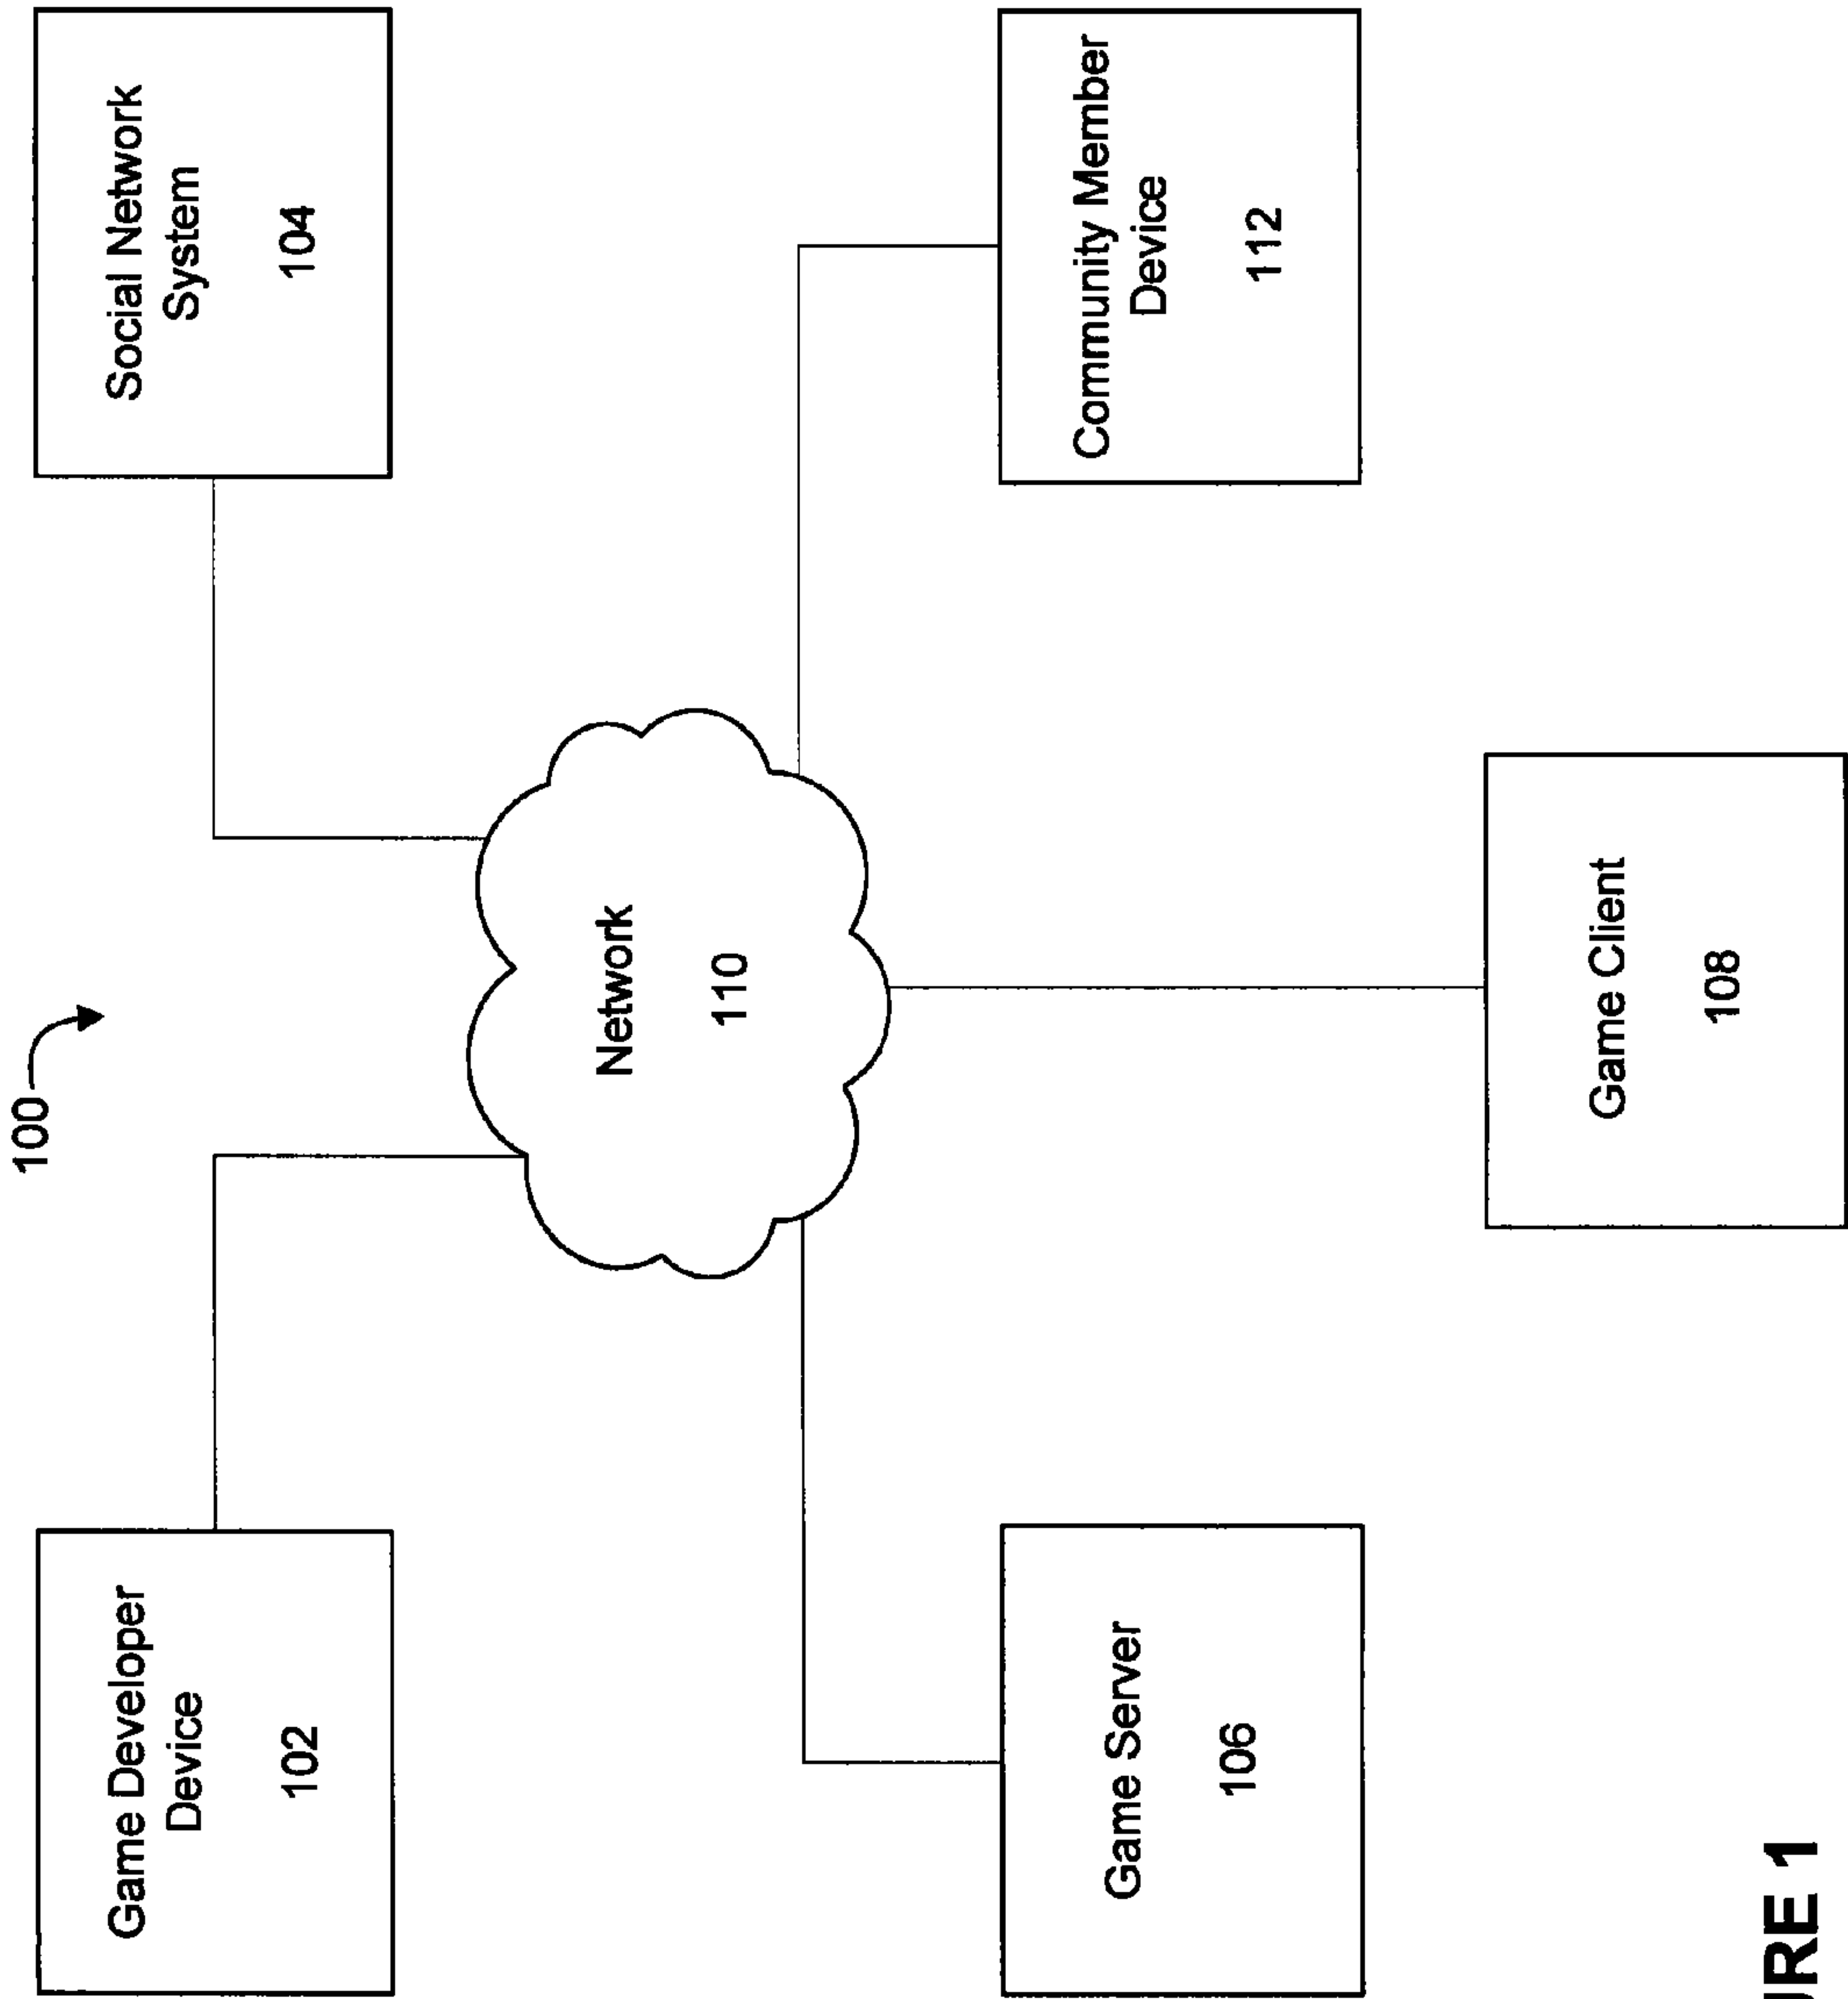 100
Game Developer
Device
102
Social Network
System
104
Network
110
Game Server
106
Community Member
Device
112
Game Client
108
URE 1